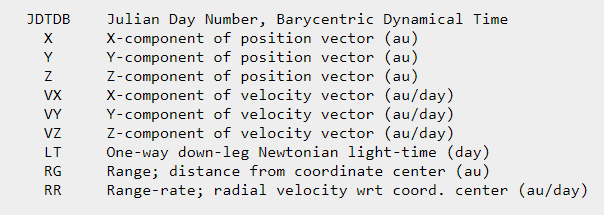 JDTDB    Julian Day Number, Barycentric Dynamical Time
X      X-component of position vector (au)
Y      Y-component of position vector (au)
Z      Z-component of position vector (au)
VX     X-component of velocity vector (au/day)
VY     Y-component of velocity vector (au/day)
VZ     Z-component of velocity vector (au/day)
LT     One-way down-leg Newtonian light-time (day)
RG     Range; distance from coordinate center (au)
RR     Range-rate; radial velocity wrt coord. center (au/day)